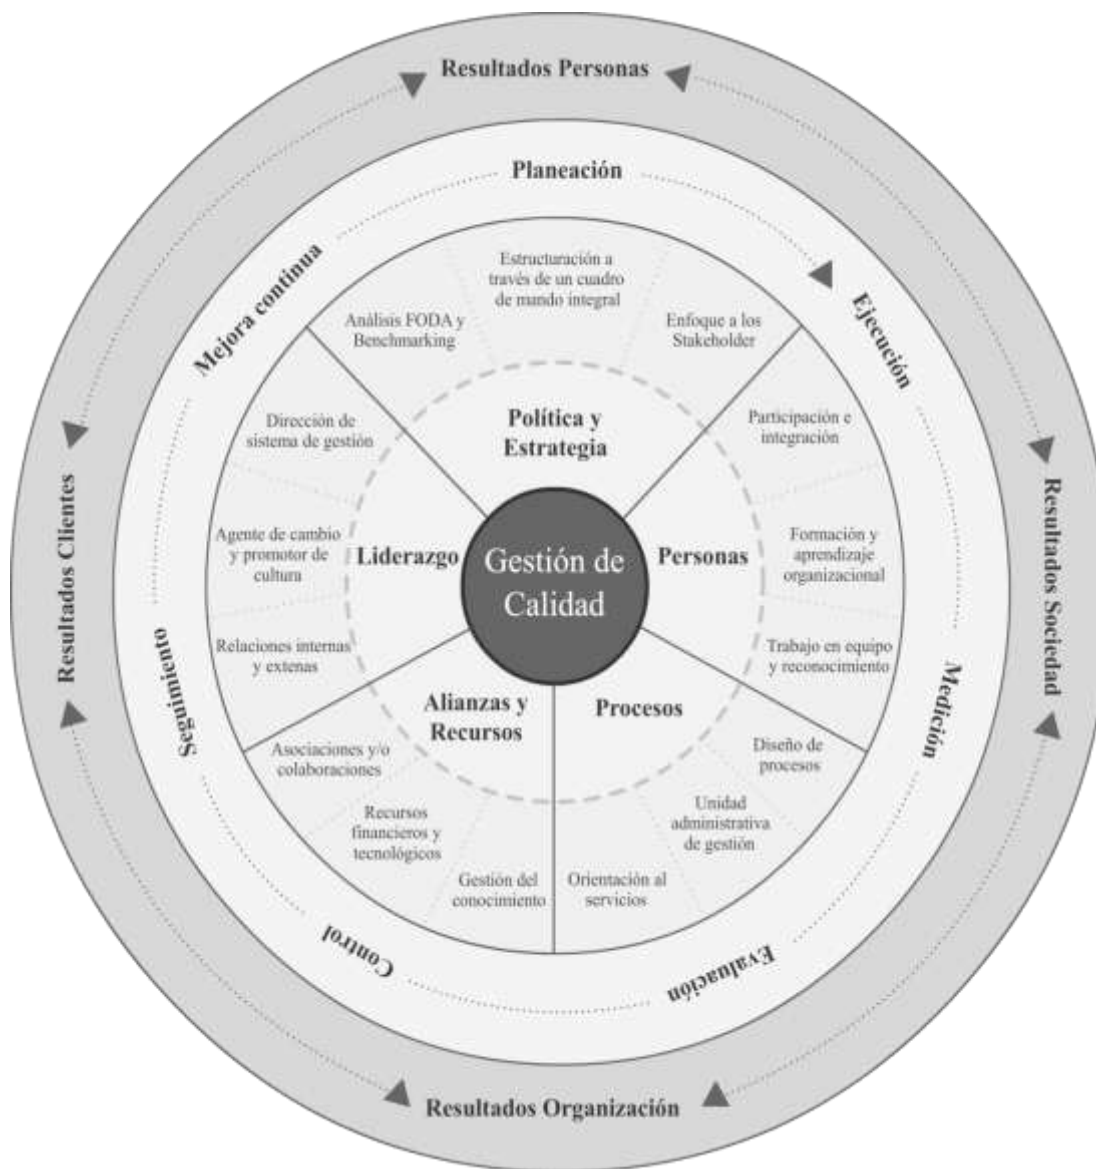 Resultados Personas
Planeación
Ejecución
Medición
Evaluación
Control
Seguimiento
Mejora continua
Resultados Sociedad
Resultados Organización
Resultados Clientes
Estructuración a
través de un cuadro
de mando integral
Análisis FODA y
Benchmarking
Enfoque a los
Stakeholder
Política y
Estrategia
Dirección de
sistema de gestión
Participación e
integración
Agente de cambio
y promotor de
cultura
Liderazgo
Gestión de
Calidad
Personas
Formación y
aprendizaje
organizacional
Relaciones internas
y extenas
Trabajo en equipo
y reconocimiento
Alianzas y
Recursos
Procesos
Asociaciones y/o
colaboraciones
Diseño de
procesos
Recursos
financieros y
tecnológicos
Unidad
administrativa
de gestión
Gestión del
conocimiento
Orientación al
servicios